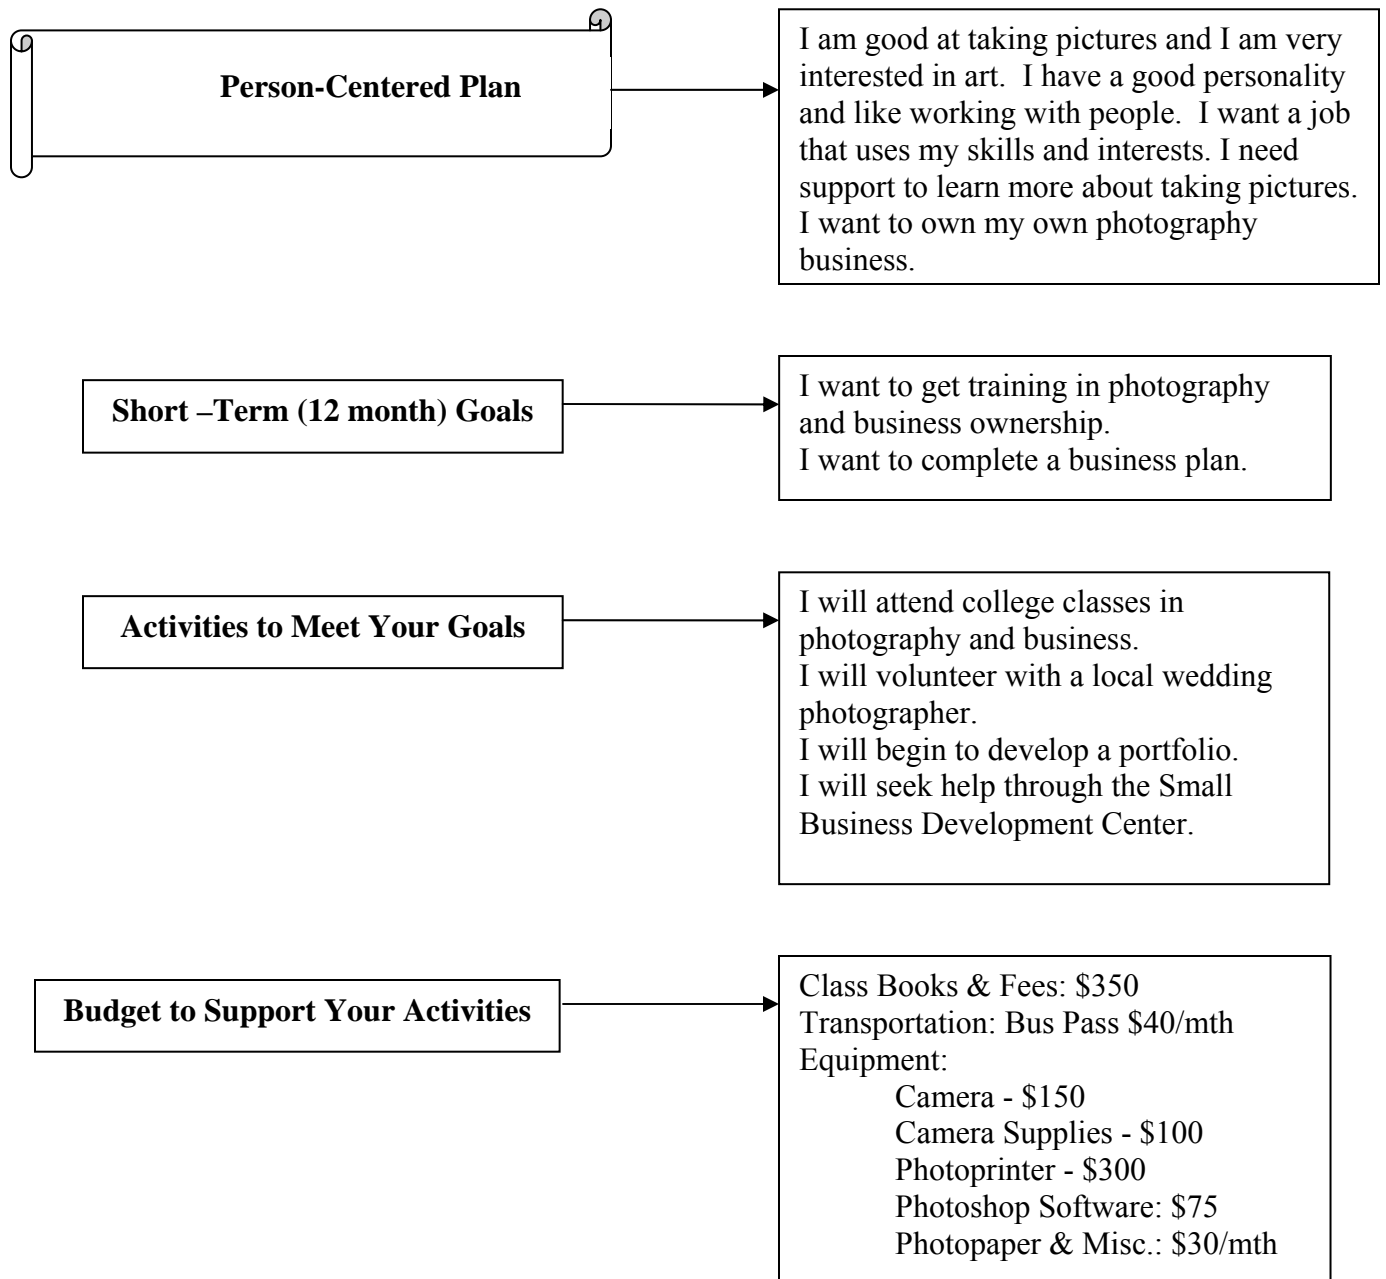 Person-Centered Plan
I am good at taking pictures and I am very
interested in art.  I have a good personality
and like working with people.  I want a job
that uses my skills and interests. I need
support to learn more about taking pictures.
I want to own my own photography
business.
Short –Term (12 month) Goals
I want to get training in photography
and business ownership.
I want to complete a business plan.
Activities to Meet Your Goals
I will attend college classes in
photography and business.
I will volunteer with a local wedding
photographer.
I will begin to develop a portfolio.
I will seek help through the Small
Business Development Center.
Budget to Support Your Activities
Class Books & Fees: $350
Transportation: Bus Pass $40/mth
Equipment:
Camera - $150
Camera Supplies - $100
Photoprinter - $300
Photoshop Software: $75
Photopaper & Misc.: $30/mth